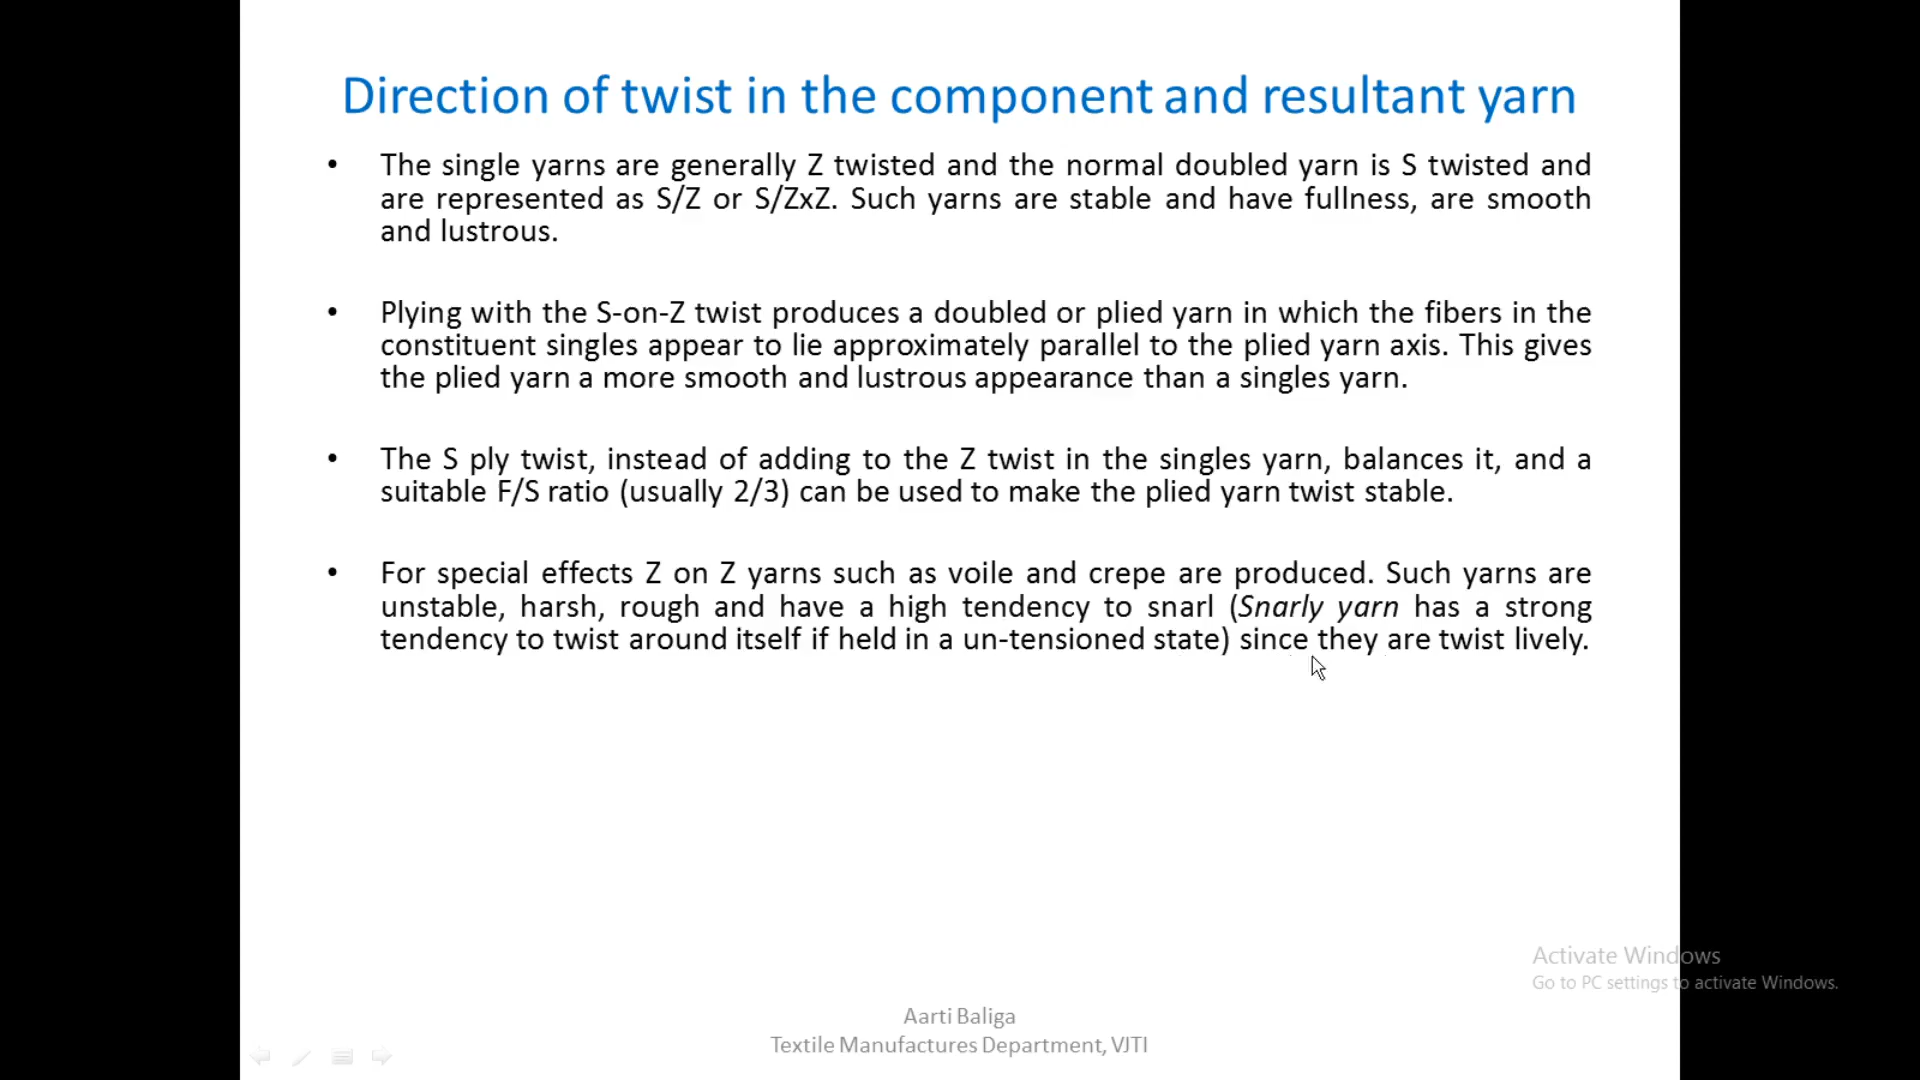 Direction of twist in the component and resultant yarn
• The single yarns are generally Z twisted and the normal doubled yarn is S twisted and
are represented as S/Z or S/ZxZ. Such yarns are stable and have fullness, are smooth
and lustrous.
• Plying with the S-on-Z twist produces a doubled or plied yarn in which the fibers in the
constituent singles appear to lie approximately parallel to the plied yarn axis. This gives
the plied yarn a more smooth and lustrous appearance than a singles yarn.
• The S ply twist, instead of adding to the Z twist in the singles yarn, balances it, and a
suitable F/S ratio (usually 2/3) can be used to make the plied yarn twist stable.
• For special effects Z on Z yarns such as voile and crepe are produced. Such yarns are
unstable, harsh, rough and have a high tendency to snarl (Snarly yarn has a strong
tendency to twist around itself if held in a un-tensioned state) since they are twist lively.
Activate Windows
Go to PC settings to activate Windows.
Aarti Baliga
Textile Manufactures Department, VJTI